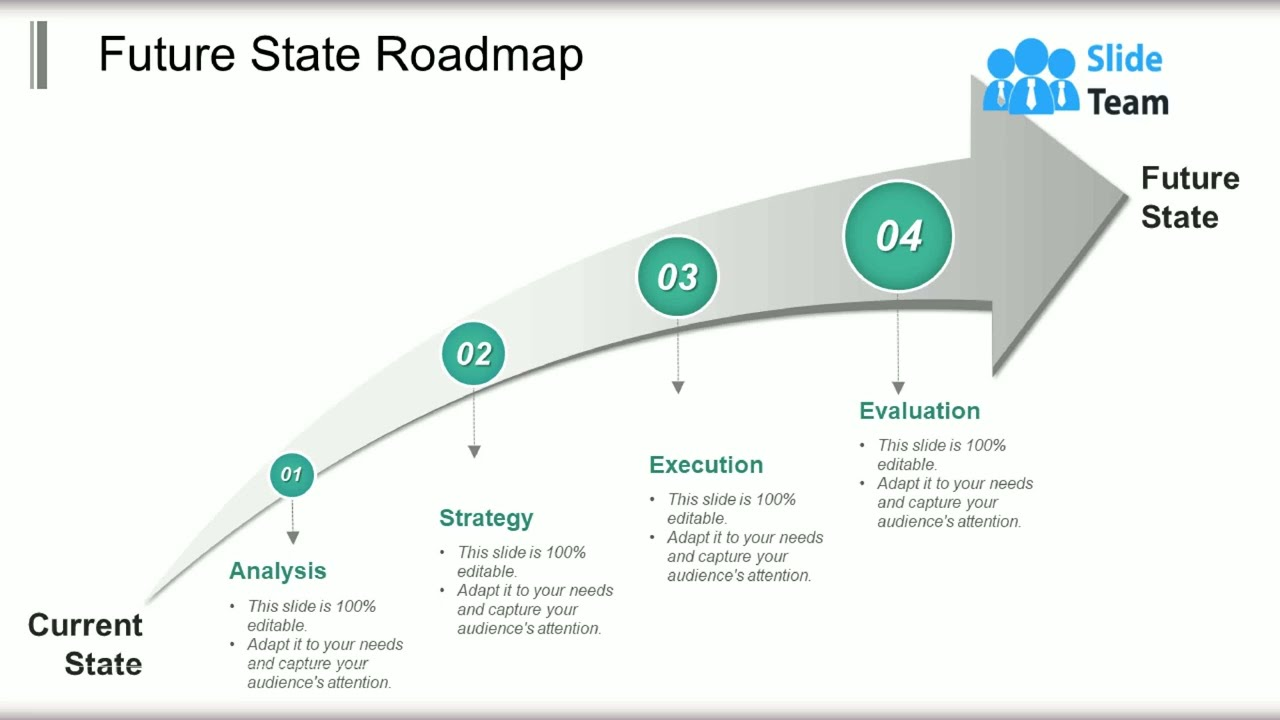 Future State Roadmap
Slide
Team
Future
State
04
03
02
01
Evaluation
• This slide is 100%
editable.
• Adapt it to your needs
and capture your
audience's attention.
Execution
• This slide is 100%
editable.
• Adapt it to your needs
and capture your
audience's attention.
Strategy
• This slide is 100%
editable.
• Adapt it to your needs
and capture your
audience's attention.
Analysis
• This slide is 100%
editable.
• Adapt it to your needs
and capture your
audience's attention.
Current
State